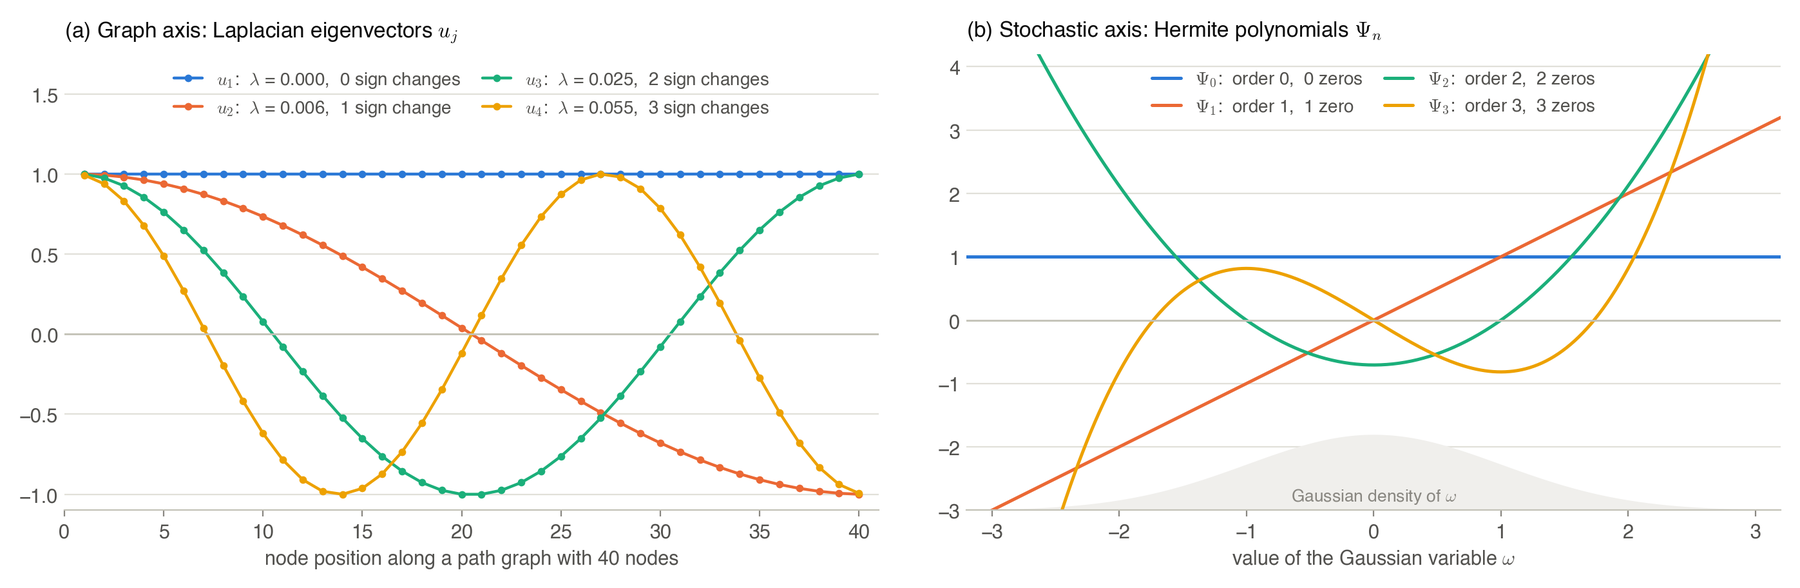 (a) Graph axis: Laplacian eigenvectors u_j
u₁: λ = 0.000, 0 sign changes
u₂: λ = 0.006, 1 sign change
u₃: λ = 0.025, 2 sign changes
u₄: λ = 0.055, 3 sign changes
1.5
1.0
0.5
0.0
−0.5
−1.0
0 5 10 15 20 25 30 35 40
node position along a path graph with 40 nodes
(b) Stochastic axis: Hermite polynomials Ψₙ
Ψ₀: order 0, 0 zeros
Ψ₁: order 1, 1 zero
Ψ₂: order 2, 2 zeros
Ψ₃: order 3, 3 zeros
4
3
2
1
0
−1
−2
−3
Gaussian density of ω
−3 −2 −1 0 1 2 3
value of the Gaussian variable ω